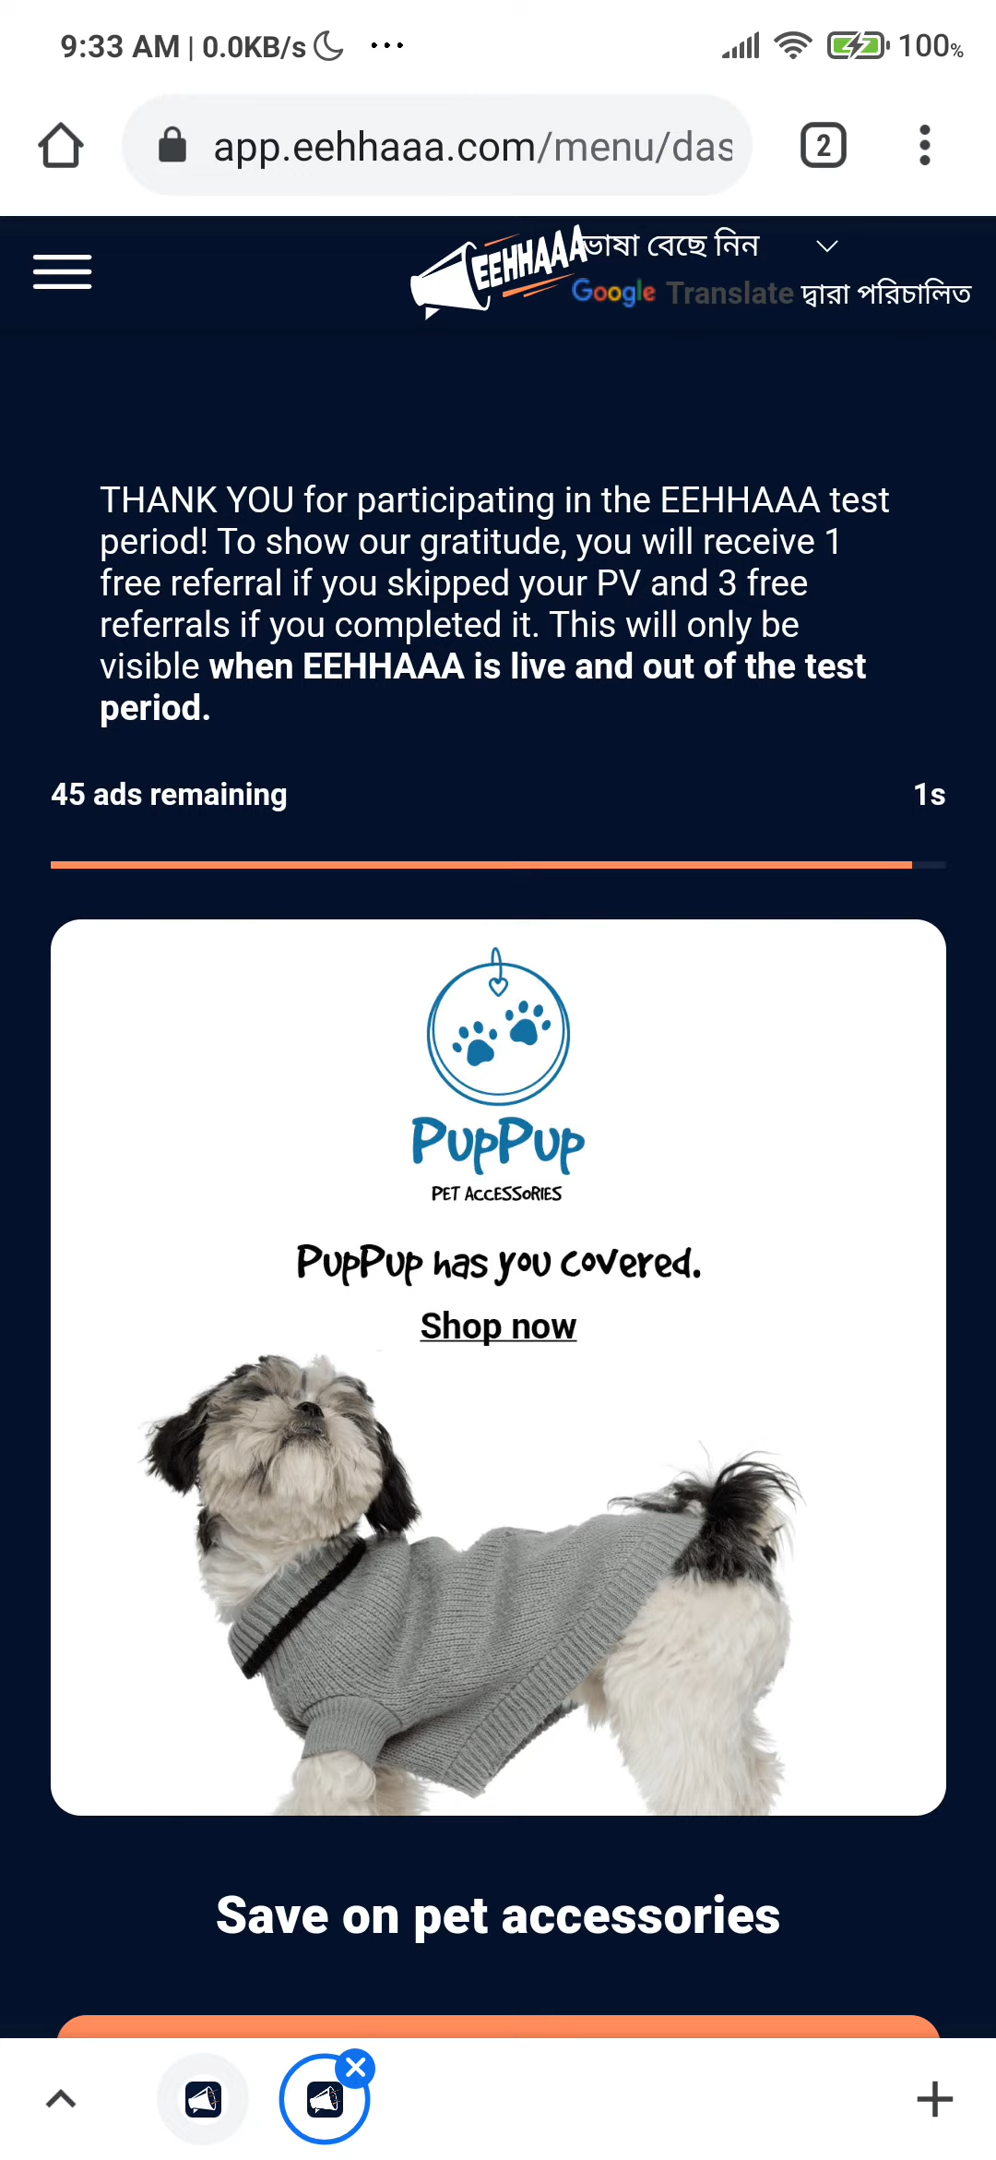 9:33 AM | 0.0KB/s ...
100%
app.eehhaaa.com/menu/das
2
EEHHAAA
ভাষা বেছে নিন
Google Translate দ্বারা পরিচালিত
THANK YOU for participating in the EEHHAAA test
period! To show our gratitude, you will receive 1
free referral if you skipped your PV and 3 free
referrals if you completed it. This will only be
visible when EEHHAAA is live and out of the test
period.
45 ads remaining
1s
PupPup
PET ACCESSORIES
PupPup has you covered.
Shop now
Save on pet accessories